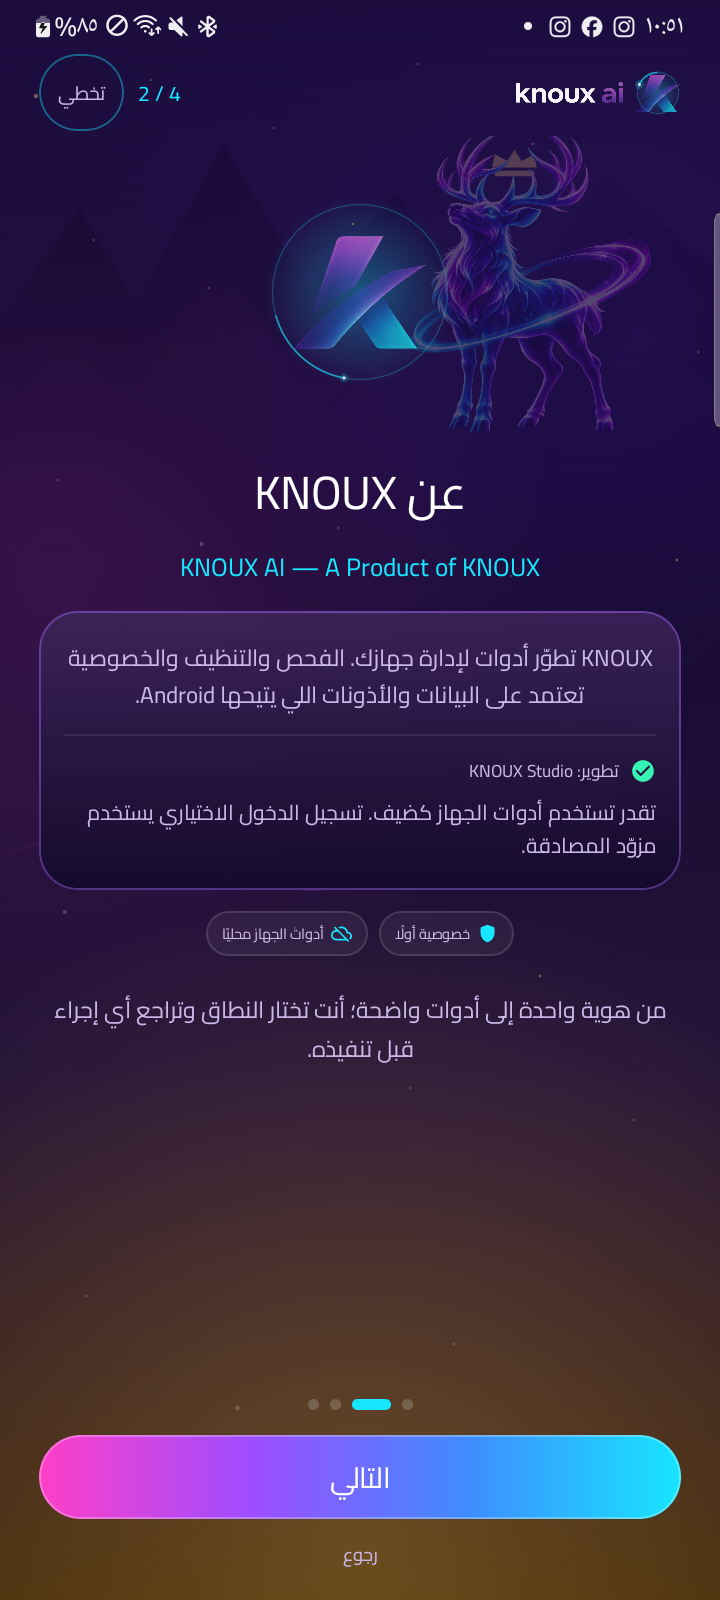 ١٠:٥١
%٨٥
knoux ai
2 / 4
تخطي
عن KNOUX
KNOUX AI — A Product of KNOUX
KNOUX تطوّر أدوات لإدارة جهازك. الفحص والتنظيف والخصوصية
تعتمد على البيانات والأذونات اللي يتيحها Android.
تطوير: KNOUX Studio
تقدر تستخدم أدوات الجهاز كضيف. تسجيل الدخول الاختياري يستخدم
مزوّد المصادقة.
خصوصية أولًا
أدوات الجهاز محليًا
من هوية واحدة إلى أدوات واضحة؛ أنت تختار النطاق وتراجع أي إجراء
قبل تنفيذه.
التالي
رجوع